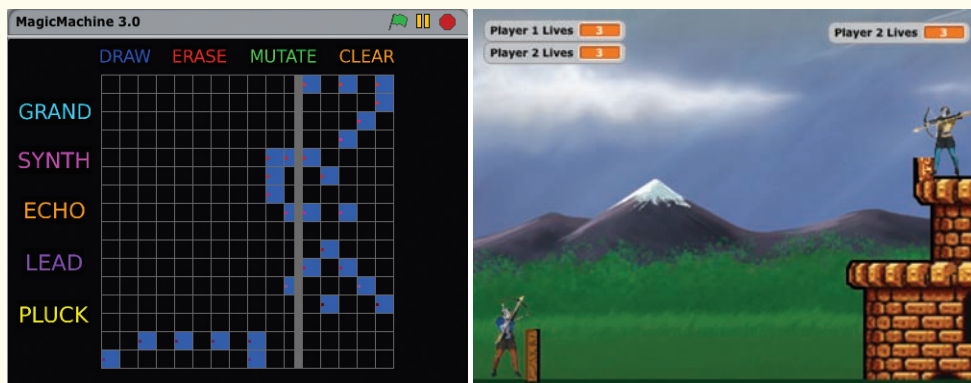 MagicMachine 3.0
DRAW ERASE MUTATE CLEAR
GRAND
SYNTH
ECHO
LEAD
PLUCK
Player 1 Lives 3
Player 2 Lives 3
Player 2 Lives 3